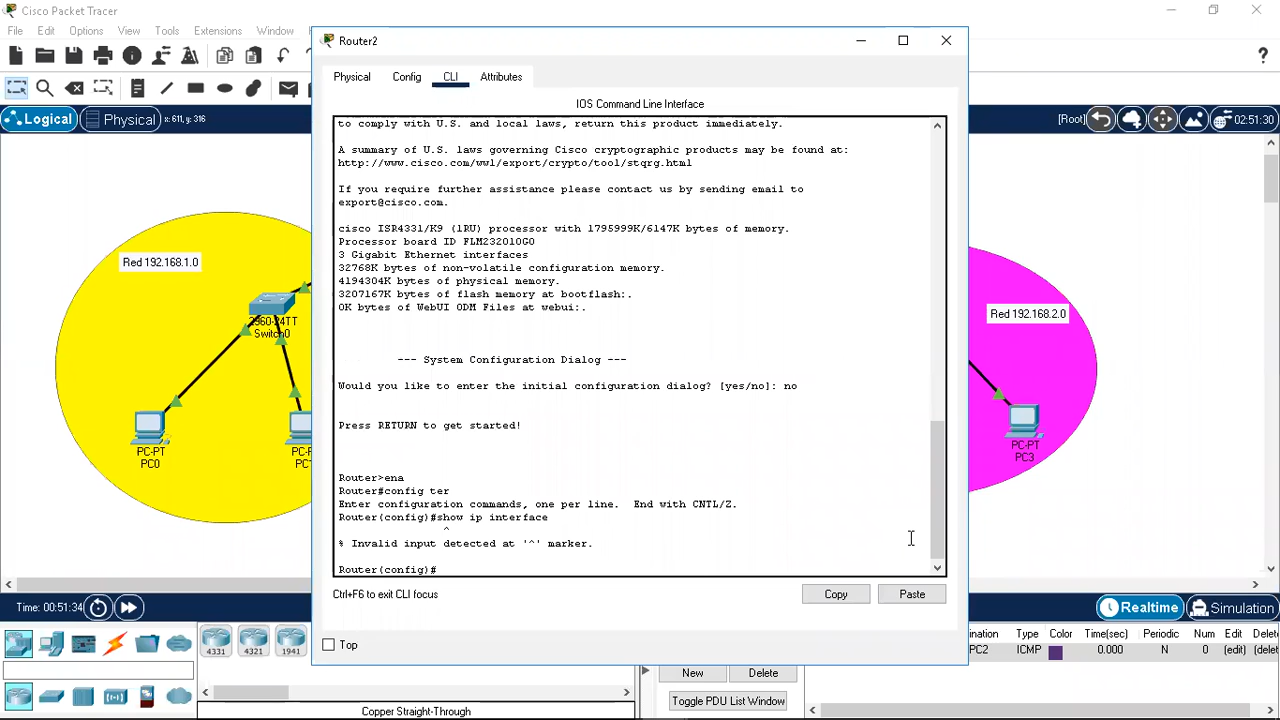 Cisco Packet Tracer
File Edit Options View Tools Extensions Window
Logical
Physical
x: 611, y: 316
[Root]
02:51:30
Router2
Physical
Config
CLI
Attributes
IOS Command Line Interface
to comply with U.S. and local laws, return this product immediately.
A summary of U.S. laws governing Cisco cryptographic products may be found at:
http://www.cisco.com/wwl/export/crypto/tool/stqrg.html
If you require further assistance please contact us by sending email to
export@cisco.com.
cisco ISR4331/K9 (1RU) processor with 1795999K/6147K bytes of memory.
Processor board ID FLM232010G0
3 Gigabit Ethernet interfaces
32768K bytes of non-volatile configuration memory.
4194304K bytes of physical memory.
3207167K bytes of flash memory at bootflash:.
0K bytes of WebUI ODM Files at webui:.
--- System Configuration Dialog ---
Would you like to enter the initial configuration dialog? [yes/no]: no
Press RETURN to get started!
Router>ena
Router#config ter
Enter configuration commands, one per line. End with CNTL/Z.
Router(config)#show ip interface
^
% Invalid input detected at '^' marker.
Router(config)#
Ctrl+F6 to exit CLI focus
Copy
Paste
Top
Red 192.168.1.0
2960-24TT
Switch0
PC-PT
PC0
Red 192.168.2.0
PC-PT
PC3
Time: 00:51:34
Realtime
Simulation
4331
4321
1941
Copper Straight-Through
New
Delete
Toggle PDU List Window
Type Color Time(sec) Periodic Num Edit
PC2 ICMP 0.000 N 0 (edit)